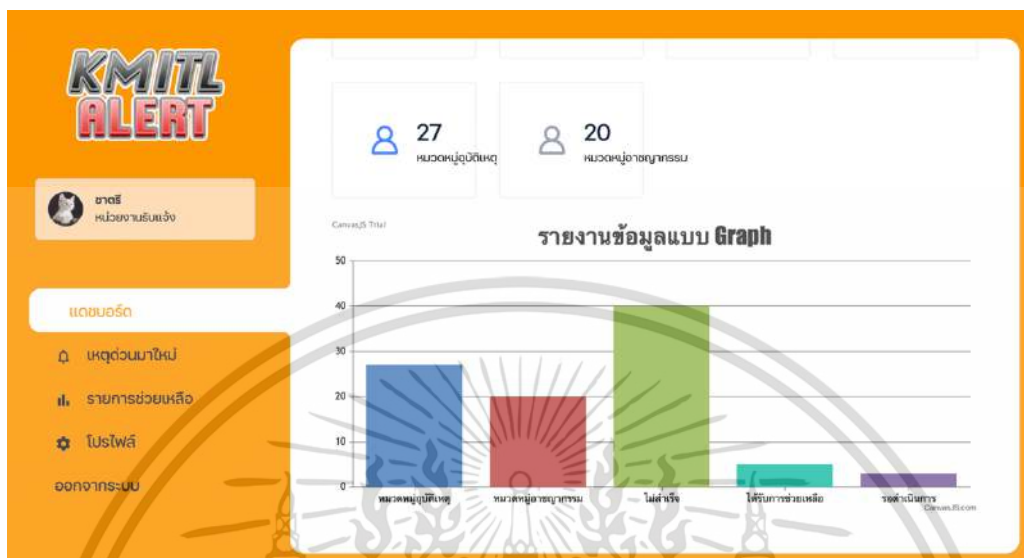 KMITL
ALERT
ชาตรี
หน่วยงานรับแจ้ง
แดชบอร์ด
เหตุด่วนมาใหม่
รายการช่วยเหลือ
โปรไฟล์
ออกจากระบบ
27
หมวดหมู่อุบัติเหตุ
20
หมวดหมู่อาชญากรรม
CanvasJS Trial
รายงานข้อมูลแบบ Graph
50
40
30
20
10
0
หมวดหมู่อุบัติเหตุ
หมวดหมู่อาชญากรรม
ไม่สำเร็จ
ได้รับการช่วยเหลือ
รอดำเนินการ
CanvasJS.com